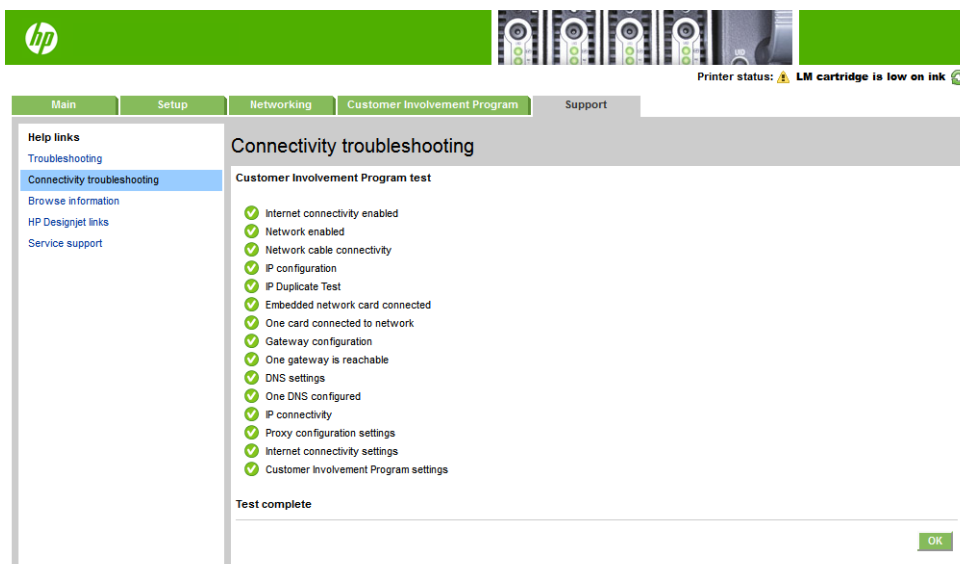 hp
UID
Printer status: LM cartridge is low on ink
Main Setup Networking Customer Involvement Program Support
Help links
Troubleshooting
Connectivity troubleshooting
Browse information
HP Designjet links
Service support
Connectivity troubleshooting
Customer Involvement Program test
Internet connectivity enabled
Network enabled
Network cable connectivity
IP configuration
IP Duplicate Test
Embedded network card connected
One card connected to network
Gateway configuration
One gateway is reachable
DNS settings
One DNS configured
IP connectivity
Proxy configuration settings
Internet connectivity settings
Customer Involvement Program settings
Test complete
OK